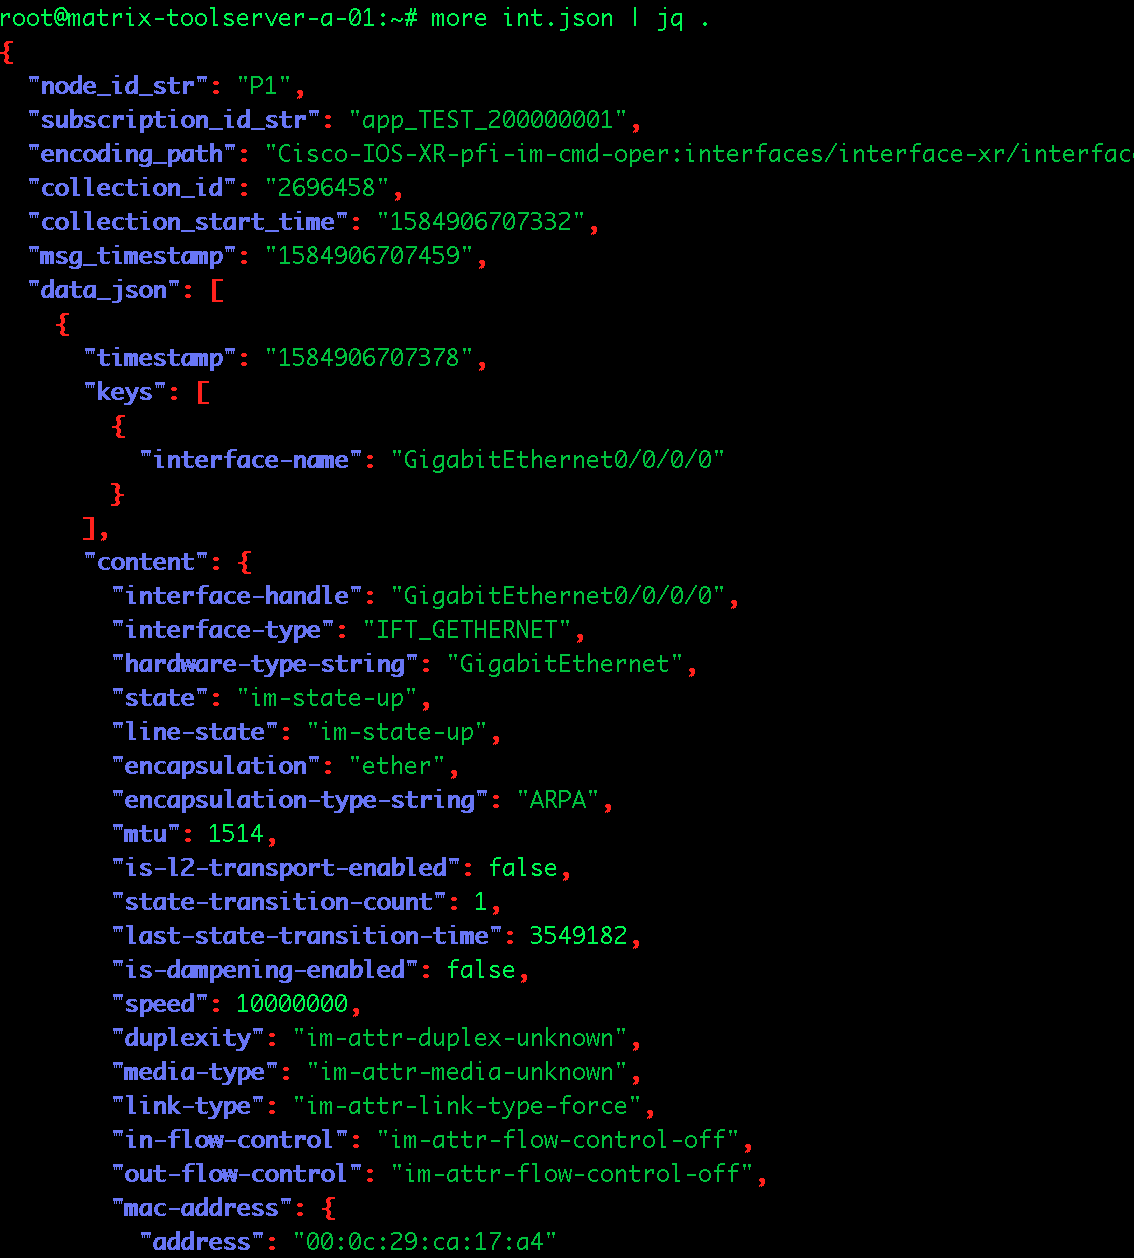 root@matrix-toolserver-a-01:~# more int.json | jq .
{
  "node_id_str": "P1",
  "subscription_id_str": "app_TEST_200000001",
  "encoding_path": "Cisco-IOS-XR-pfi-im-cmd-oper:interfaces/interface-xr/interfac
  "collection_id": "2696458",
  "collection_start_time": "1584906707332",
  "msg_timestamp": "1584906707459",
  "data_json": [
    {
      "timestamp": "1584906707378",
      "keys": [
        {
          "interface-name": "GigabitEthernet0/0/0/0"
        }
      ],
      "content": {
        "interface-handle": "GigabitEthernet0/0/0/0",
        "interface-type": "IFT_GETHERNET",
        "hardware-type-string": "GigabitEthernet",
        "state": "im-state-up",
        "line-state": "im-state-up",
        "encapsulation": "ether",
        "encapsulation-type-string": "ARPA",
        "mtu": 1514,
        "is-l2-transport-enabled": false,
        "state-transition-count": 1,
        "last-state-transition-time": 3549182,
        "is-dampening-enabled": false,
        "speed": 10000000,
        "duplexity": "im-attr-duplex-unknown",
        "media-type": "im-attr-media-unknown",
        "link-type": "im-attr-link-type-force",
        "in-flow-control": "im-attr-flow-control-off",
        "out-flow-control": "im-attr-flow-control-off",
        "mac-address": {
          "address": "00:0c:29:ca:17:a4"